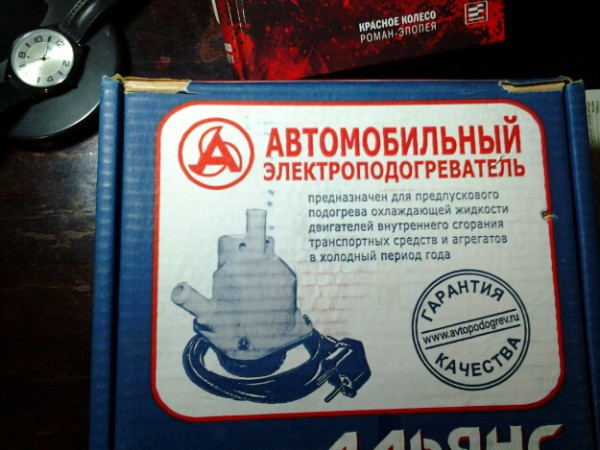 КРАСНОЕ КОЛЕСО
РОМАН-ЭПОПЕЯ
АВТОМОБИЛЬНЫЙ
ЭЛЕКТРОПОДОГРЕВАТЕЛЬ
предназначен для предпускового
подогрева охлаждающей жидкости
двигателей внутреннего сгорания
транспортных средств и агрегатов
в холодный период года
ГАРАНТИЯ
www.avtopodogrev.ru
КАЧЕСТВА
АЛЬЯНС